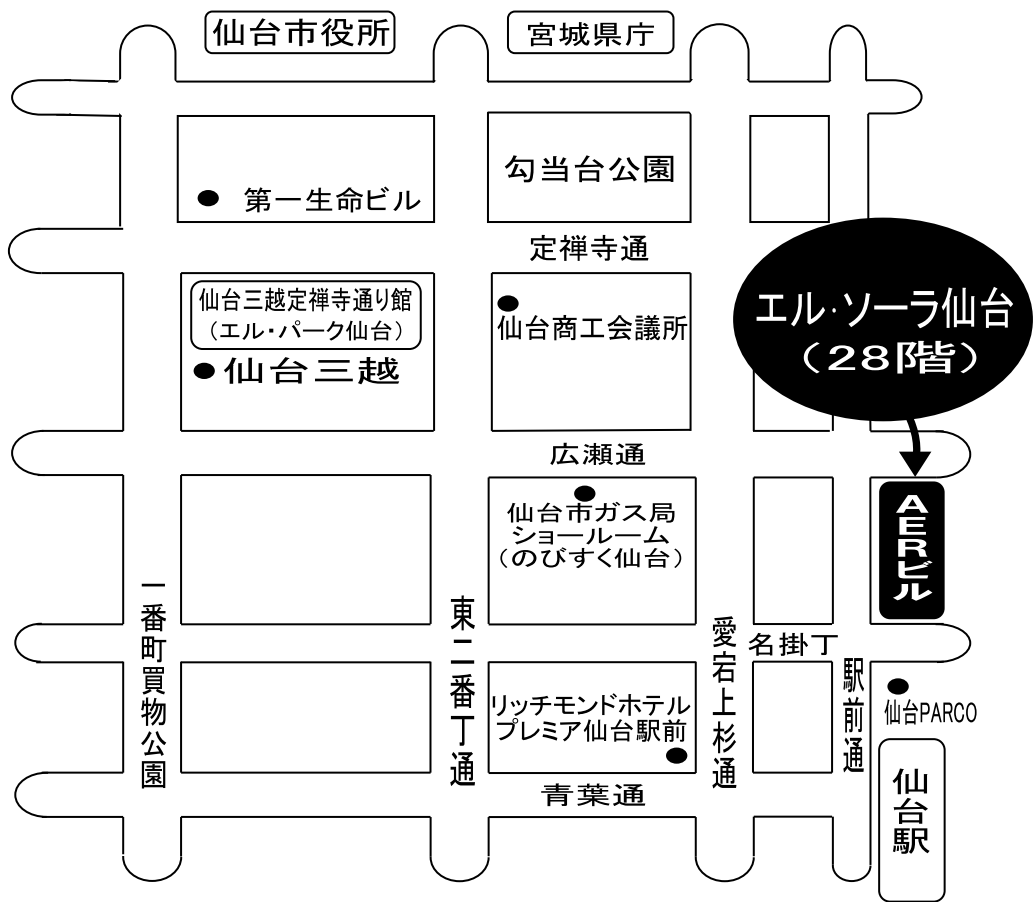 仙台市役所
宮城県庁
勾当台公園
第一生命ビル
定禅寺通
仙台三越定禅寺通り館
（エル・パーク仙台）
仙台三越
仙台商工会議所
エル・ソーラ仙台
（28階）
広瀬通
仙台市ガス局
ショールーム
（のびすく仙台）
AERビル
一番町買物公園
東二番丁通
愛宕上杉通
名掛丁
駅前通
仙台PARCO
リッチモンドホテル
プレミア仙台駅前
青葉通
仙台駅